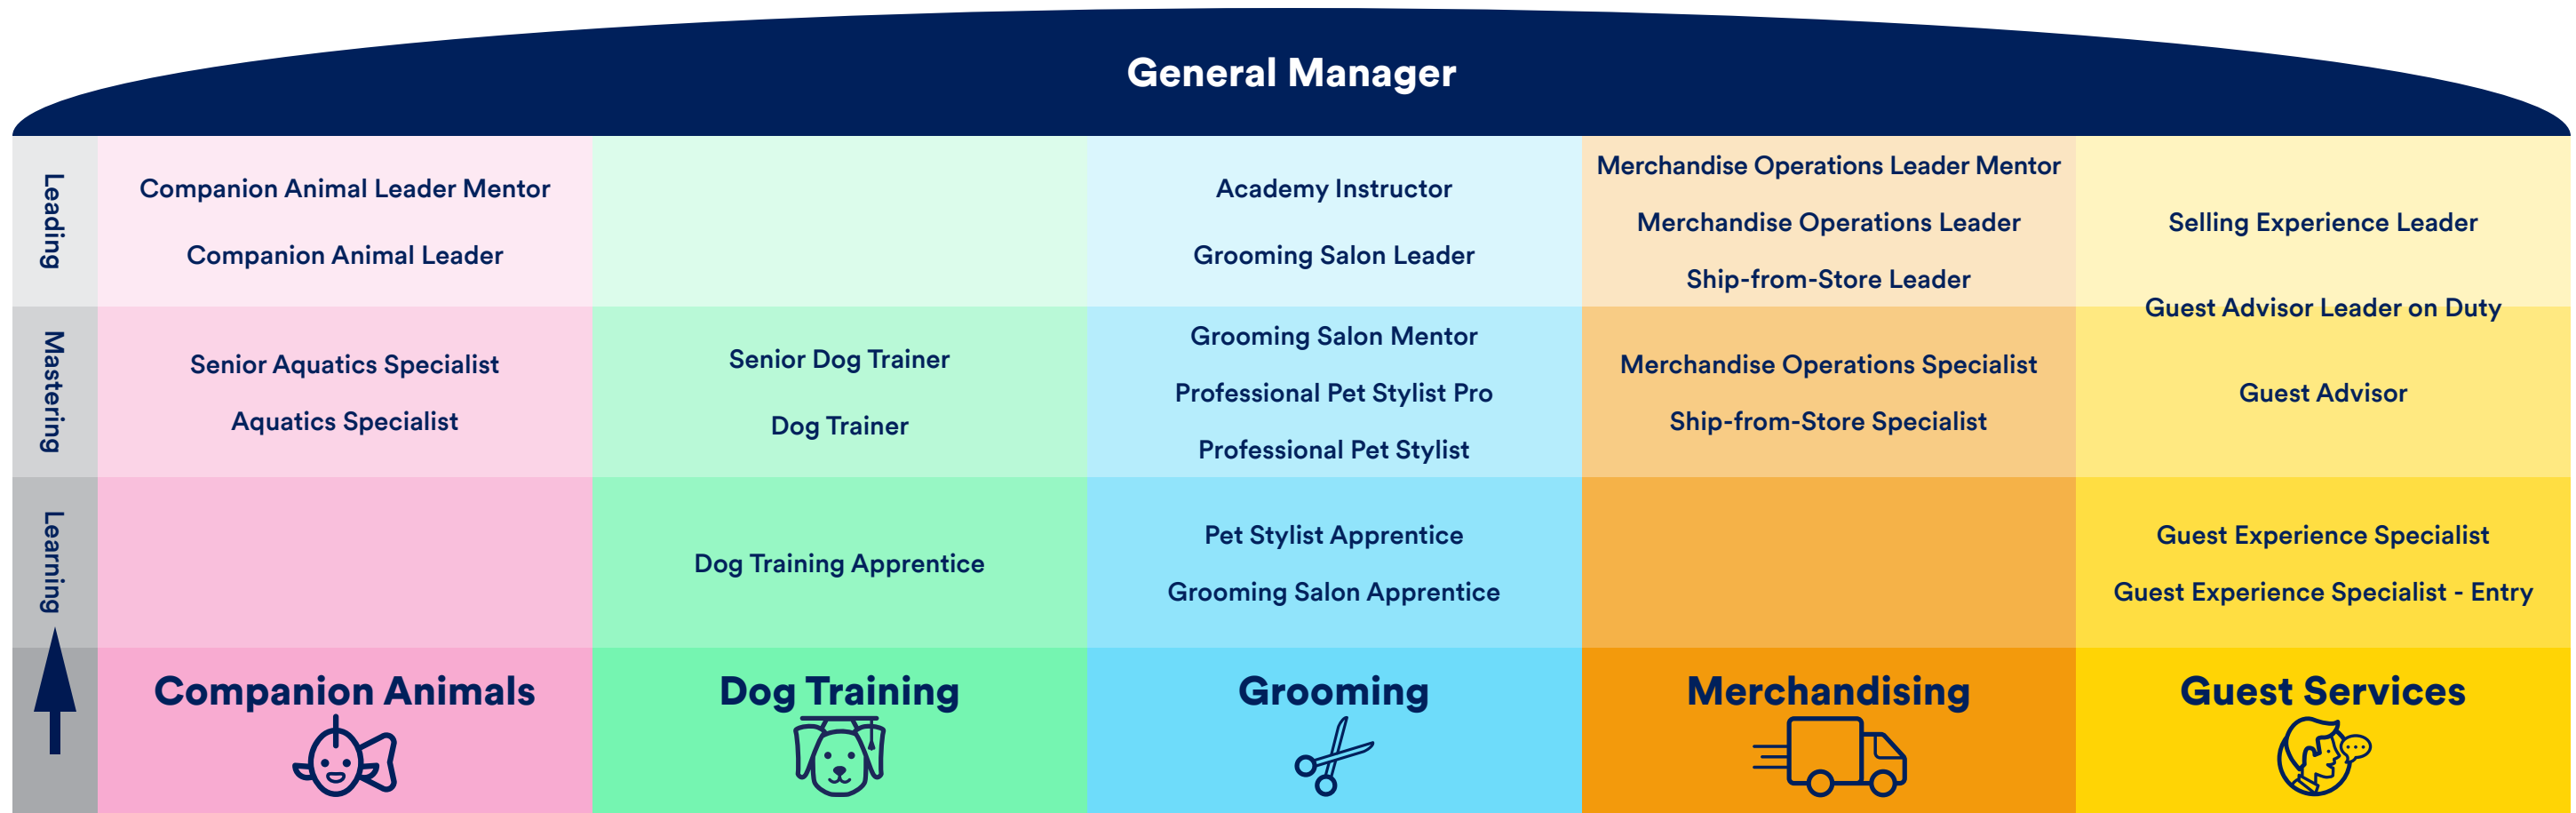 General Manager
Leading
Companion Animal Leader Mentor
Companion Animal Leader
Academy Instructor
Grooming Salon Leader
Merchandise Operations Leader Mentor
Merchandise Operations Leader
Ship-from-Store Leader
Selling Experience Leader
Guest Advisor Leader on Duty
Mastering
Senior Aquatics Specialist
Aquatics Specialist
Senior Dog Trainer
Dog Trainer
Grooming Salon Mentor
Professional Pet Stylist Pro
Professional Pet Stylist
Merchandise Operations Specialist
Ship-from-Store Specialist
Guest Advisor
Learning
Dog Training Apprentice
Pet Stylist Apprentice
Grooming Salon Apprentice
Guest Experience Specialist
Guest Experience Specialist - Entry
Companion Animals
Dog Training
Grooming
Merchandising
Guest Services